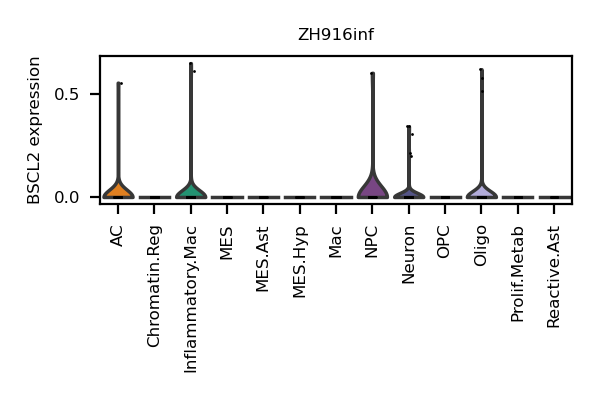 ZH916inf
BSCL2 expression
0.5
0.0
AC
Chromatin.Reg
Inflammatory.Mac
MES
MES.Ast
MES.Hyp
Mac
NPC
Neuron
OPC
Oligo
Prolif.Metab
Reactive.Ast